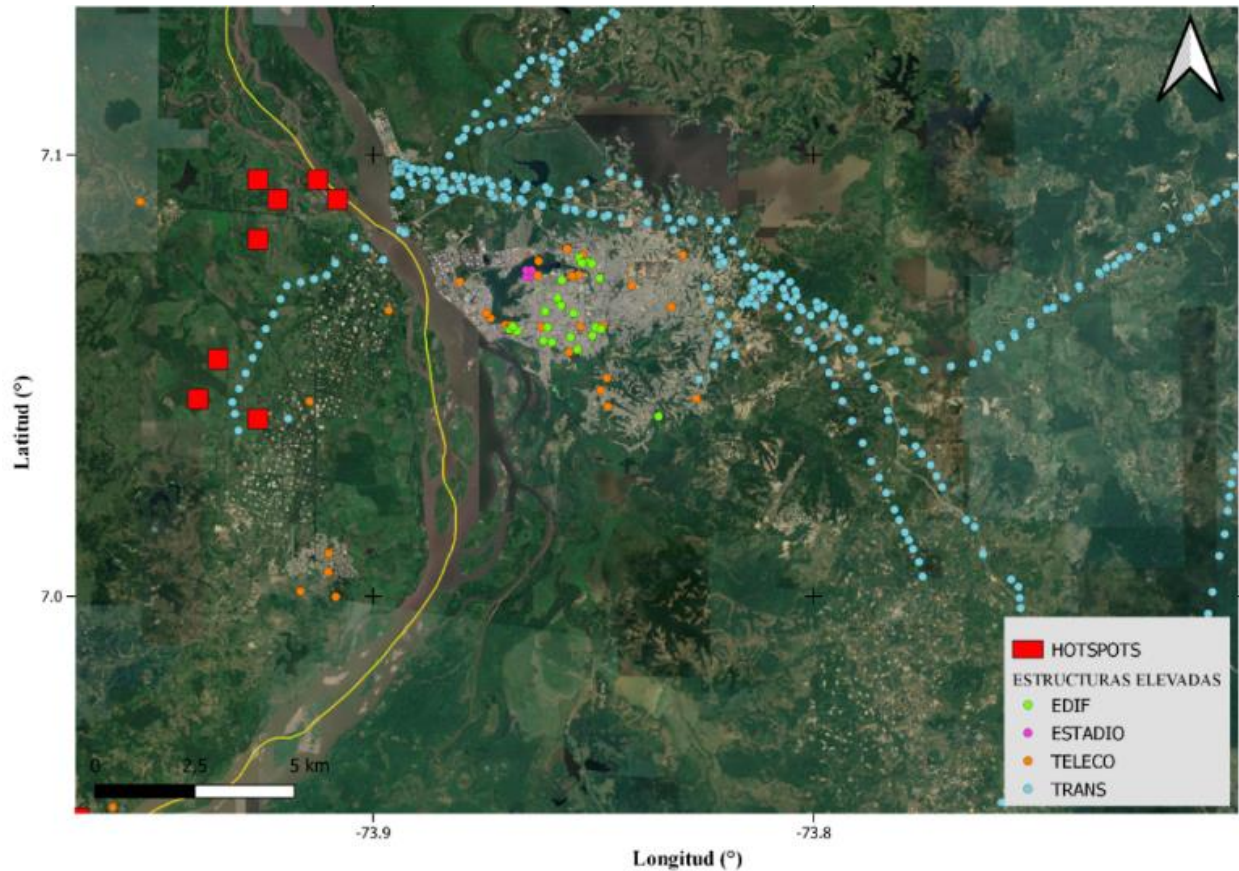 7.1
Latitud (°)
7.0
HOTSPOTS
ESTRUCTURAS ELEVADAS
EDIF
ESTADIO
TELECO
TRANS
0 2,5 5 km
-73.9 -73.8
Longitud (°)